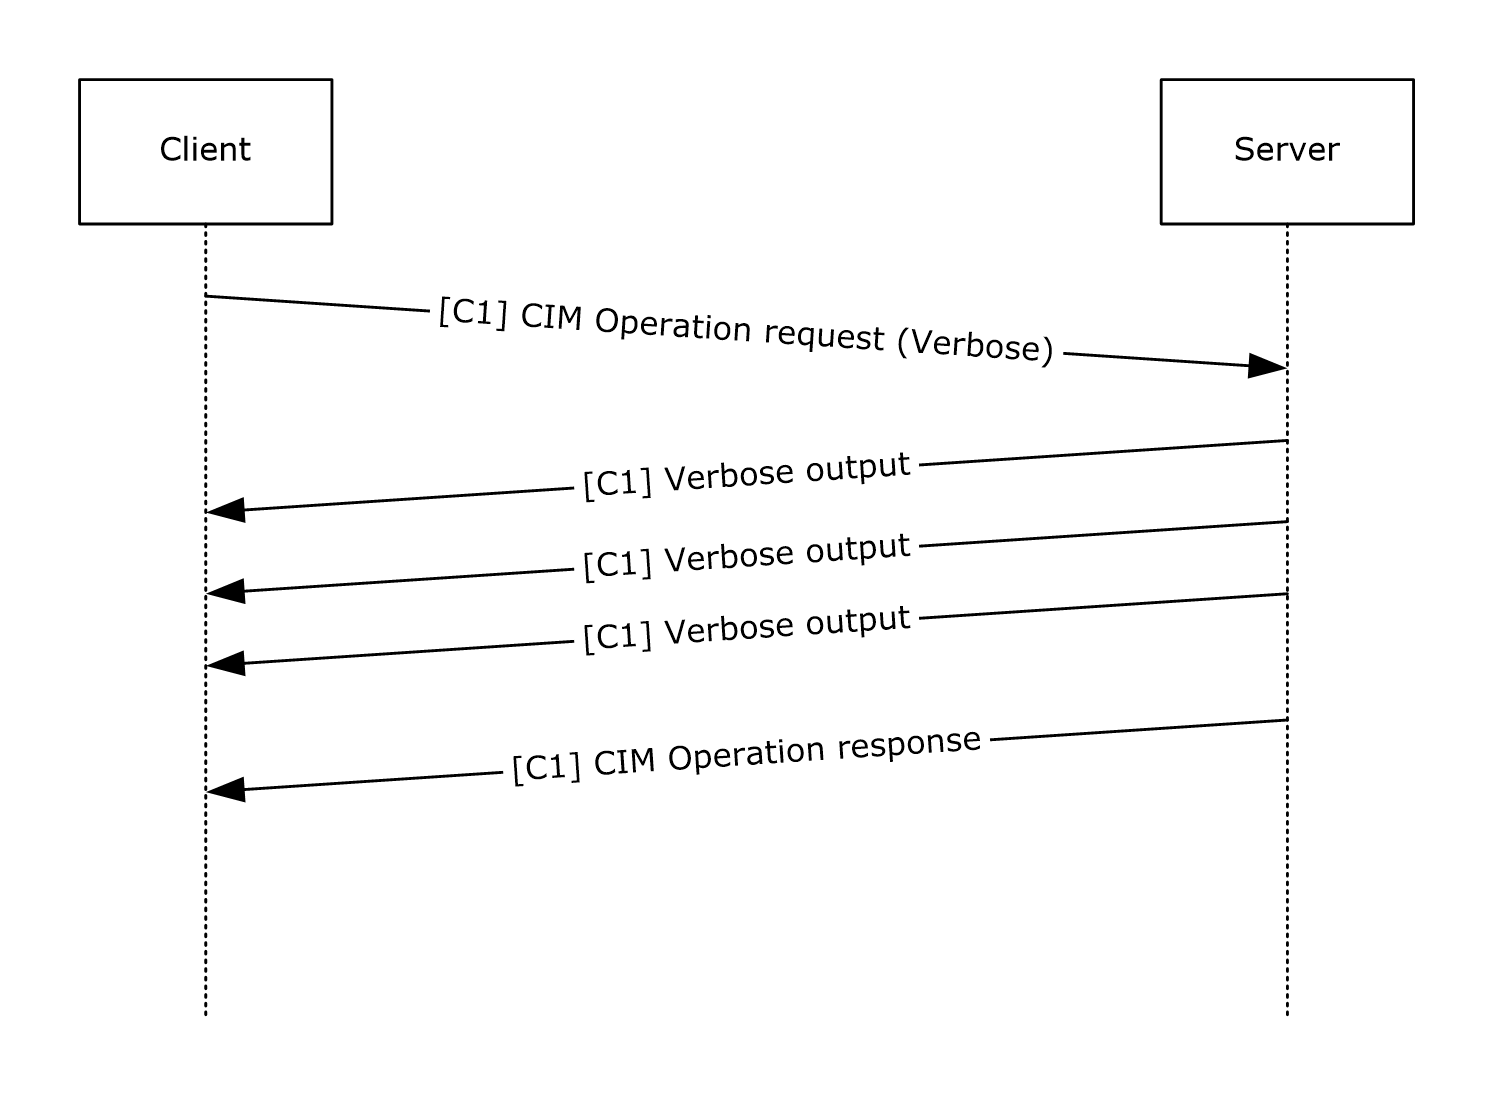 Client
Server
[C1] CIM Operation request (Verbose)
[C1] Verbose output
[C1] Verbose output
[C1] Verbose output
[C1] CIM Operation response